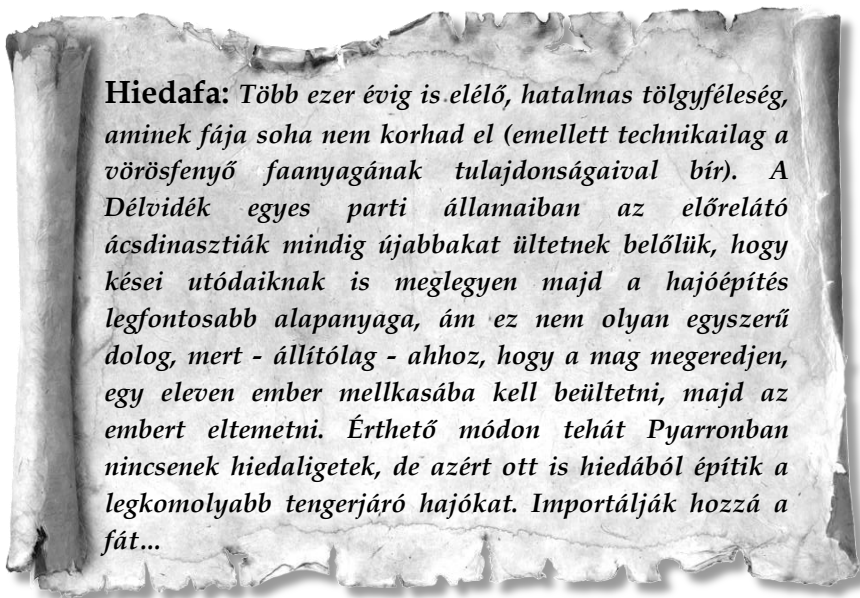 Hiedafa: Több ezer évig is elélő, hatalmas tölgyféleség,
aminek fája soha nem korhad el (emellett technikailag a
vörösfenyő faanyagának tulajdonságaival bír). A
Délvidék egyes parti államaiban az előrelátó
ácsdinasztiák mindig újabbakat ültetnek belőlük, hogy
kései utódaiknak is meglegyen majd a hajóépítés
legfontosabb alapanyaga, ám ez nem olyan egyszerű
dolog, mert - állítólag - ahhoz, hogy a mag megeredjen,
egy eleven ember mellkasába kell beültetni, majd az
embert eltemetni. Érthető módon tehát Pyarronban
nincsenek hiedaligetek, de azért ott is hiedából építik a
legkomolyabb tengerjáró hajókat. Importálják hozzá a
fát...